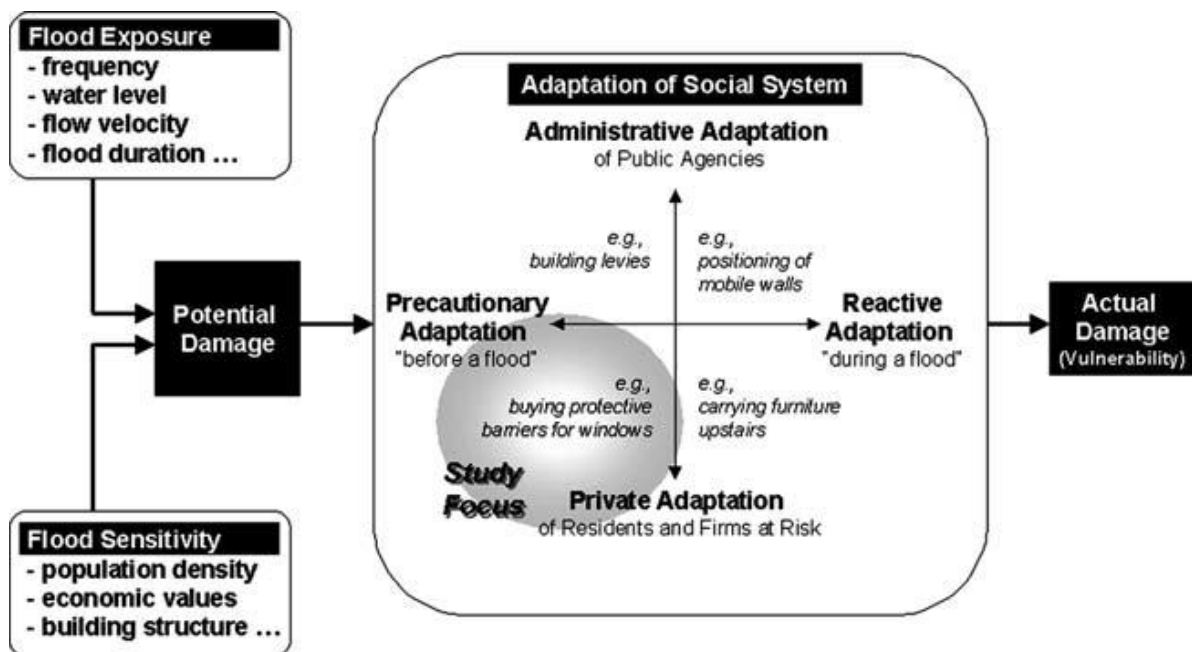 Flood Exposure
- frequency
- water level
- flow velocity
- flood duration ...
Potential
Damage
Flood Sensitivity
- population density
- economic values
- building structure ...
Adaptation of Social System
Administrative Adaptation
of Public Agencies
e.g.,
building levies
e.g.,
positioning of
mobile walls
Precautionary
Adaptation
"before a flood"
Reactive
Adaptation
"during a flood"
e.g.,
buying protective
barriers for windows
e.g.,
carrying furniture
upstairs
Study
Focus
Private Adaptation
of Residents and Firms at Risk
Actual
Damage
(Vulnerability)